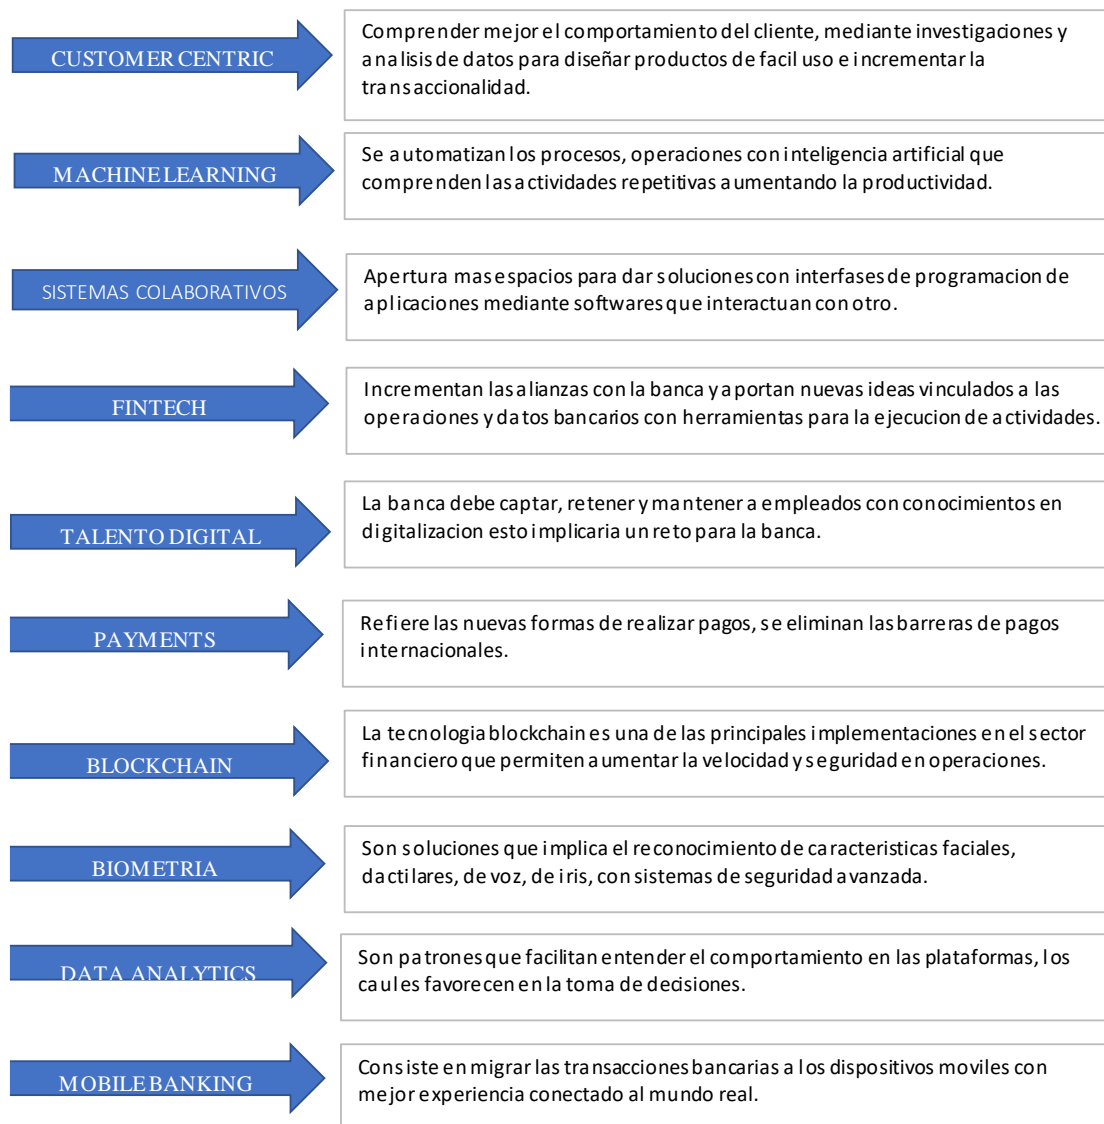 CUSTOMER CENTRIC
Comprender mejor el comportamiento del cliente, mediante investigaciones y
analisis de datos para diseñar productos de facil uso e incrementar la
transaccionalidad.
MACHINE LEARNING
Se automatizan los procesos, operaciones con inteligencia artificial que
comprenden las actividades repetitivas aumentando la productividad.
SISTEMAS COLABORATIVOS
Apertura mas espacios para dar soluciones con interfases de programacion de
aplicaciones mediante softwares que interactuan con otro.
FINTECH
Incrementan las alianzas con la banca y aportan nuevas ideas vinculados a las
operaciones y datos bancarios con herramientas para la ejecucion de actividades.
TALENTO DIGITAL
La banca debe captar, retener y mantener a empleados con conocimientos en
digitalizacion esto implicaria un reto para la banca.
PAYMENTS
Refiere las nuevas formas de realizar pagos, se eliminan las barreras de pagos
internacionales.
BLOCKCHAIN
La tecnologia blockchain es una de las principales implementaciones en el sector
financiero que permiten aumentar la velocidad y seguridad en operaciones.
BIOMETRIA
Son soluciones que implica el reconocimiento de caracteristicas faciales,
dactilares, de voz, de iris, con sistemas de seguridad avanzada.
DATA ANALYTICS
Son patrones que facilitan entender el comportamiento en las plataformas, los
caules favorecen en la toma de decisiones.
MOBILE BANKING
Consiste en migrar las transacciones bancarias a los dispositivos moviles con
mejor experiencia conectado al mundo real.